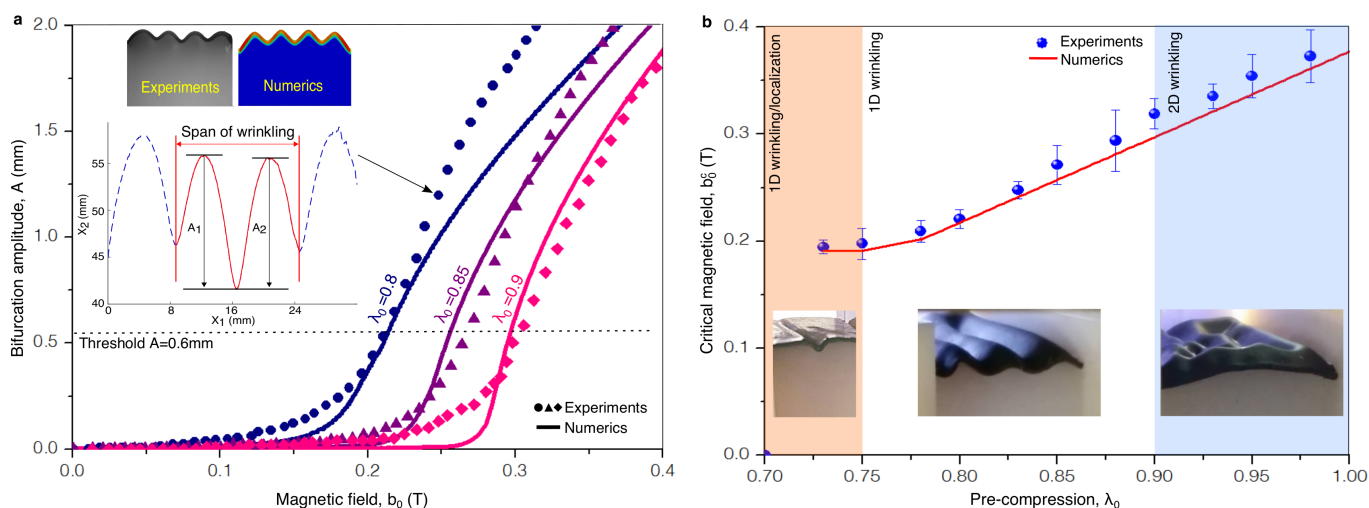 a
2.0
1.5
1.0
0.5
0.0
Bifurcation amplitude, A (mm)
Experiments
Numerics
Span of wrinkling
55
50
45
40
X2 (mm)
A1
A2
0
8
16
24
X1 (mm)
λ0=0.8
λ0=0.85
λ0=0.9
Threshold A=0.6mm
Experiments
Numerics
0.0
0.1
0.2
0.3
0.4
Magnetic field, b0 (T)
b
0.4
0.3
0.2
0.1
0.0
Critical magnetic field, b0c (T)
1D wrinkling/localization
1D wrinkling
2D wrinkling
Experiments
Numerics
0.70
0.75
0.80
0.85
0.90
0.95
1.00
Pre-compression, λ0